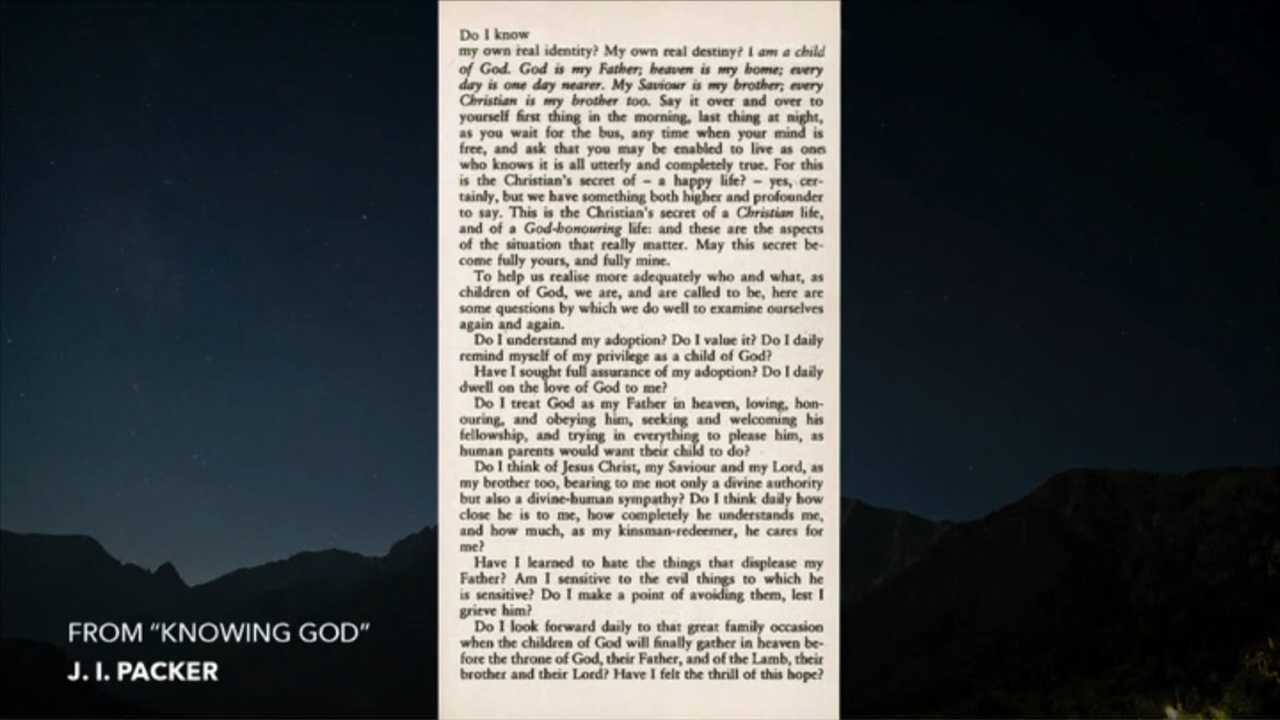 Do I know
my own real identity? My own real destiny? I am a child
of God. God is my Father; heaven is my home; every
day is one day nearer. My Saviour is my brother; every
Christian is my brother too. Say it over and over to
yourself first thing in the morning, last thing at night,
as you wait for the bus, any time when your mind is
free, and ask that you may be enabled to live as one
who knows it is all utterly and completely true. For this
is the Christian's secret of – a happy life? – yes, cer-
tainly, but we have something both higher and profounder
to say. This is the Christian's secret of a Christian life,
and of a God-honouring life: and these are the aspects
of the situation that really matter. May this secret be-
come fully yours, and fully mine.
To help us realise more adequately who and what, as
children of God, we are, and are called to be, here are
some questions by which we do well to examine ourselves
again and again.
Do I understand my adoption? Do I value it? Do I daily
remind myself of my privilege as a child of God?
Have I sought full assurance of my adoption? Do I daily
dwell on the love of God to me?
Do I treat God as my Father in heaven, loving, hon-
ouring, and obeying him, seeking and welcoming his
fellowship, and trying in everything to please him, as
human parents would want their child to do?
Do I think of Jesus Christ, my Saviour and my Lord, as
my brother too, bearing to me not only a divine authority
but also a divine-human sympathy? Do I think daily how
close he is to me, how completely he understands me,
and how much, as my kinsman-redeemer, he cares for
me?
Have I learned to hate the things that displease my
Father? Am I sensitive to the evil things to which he
is sensitive? Do I make a point of avoiding them, lest I
grieve him?
Do I look forward daily to that great family occasion
when the children of God will finally gather in heaven be-
fore the throne of God, their Father, and of the Lamb, their
brother and their Lord? Have I felt the thrill of this hope?
FROM “KNOWING GOD”
J. I. PACKER